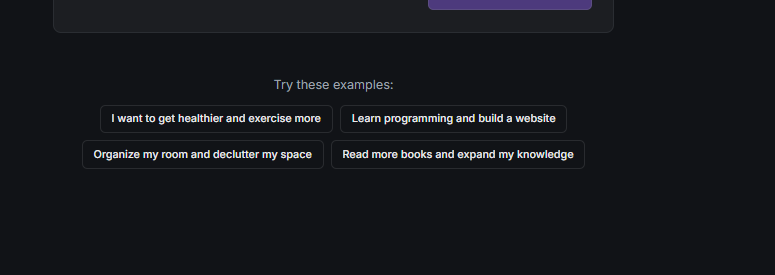 Try these examples:
I want to get healthier and exercise more
Learn programming and build a website
Organize my room and declutter my space
Read more books and expand my knowledge